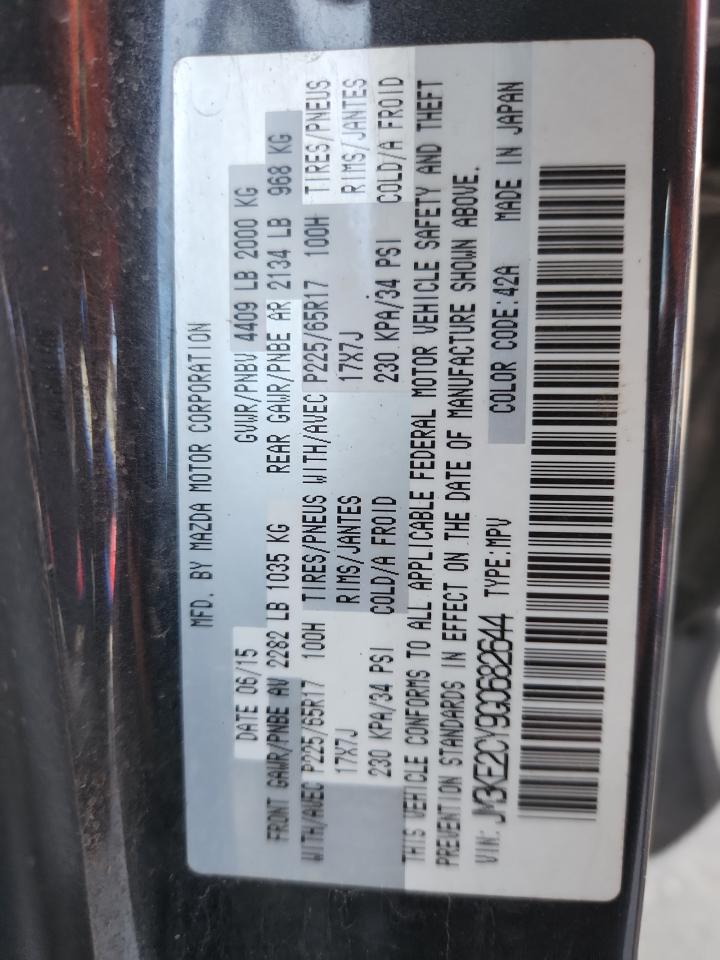 MFD. BY MAZDA MOTOR CORPORATION
DATE 06/15 GVWR/PNBV 4409 LB 2000 KG
FRONT GAWR/PNBE AV 2282 LB 1035 KG REAR GAWR/PNBE AR 2134 LB 968 KG
WITH/AVEC P225/65R17 100H TIRES/PNEUS WITH/AVEC P225/65R17 100H TIRES/PNEUS
17X7J RIMS/JANTES 17X7J RIMS/JANTES
230 KPA/34 PSI COLD/A FROID 230 KPA/34 PSI COLD/A FROID
THIS VEHICLE CONFORMS TO ALL APPLICABLE FEDERAL MOTOR VEHICLE SAFETY AND THEFT
PREVENTION STANDARDS IN EFFECT ON THE DATE OF MANUFACTURE SHOWN ABOVE.
VIN: JM3KE2CY9G0682644 TYPE:MPV COLOR CODE:42A MADE IN JAPAN